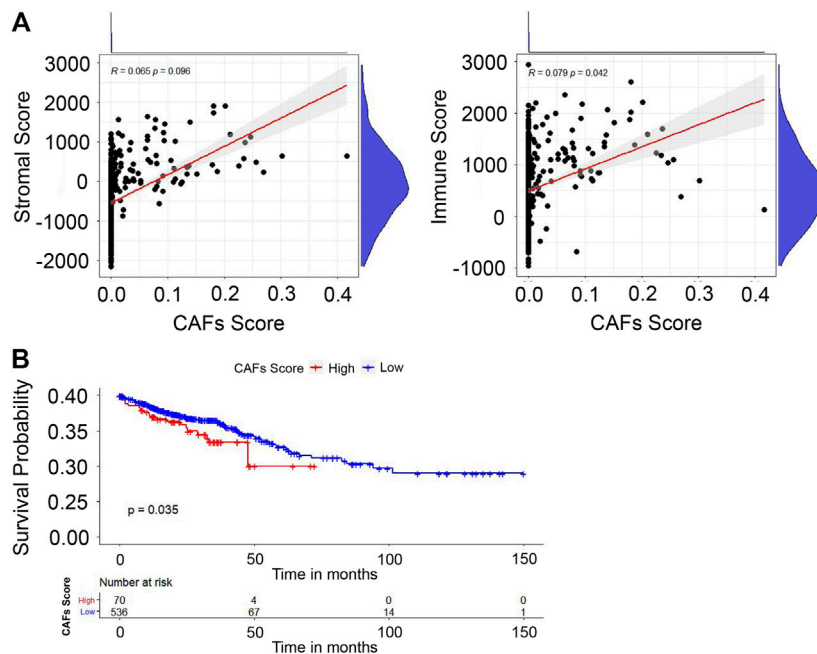 A
R = 0.065 p = 0.096
3000
2000
1000
0
-1000
-2000
Stromal Score
0.0 0.1 0.2 0.3 0.4
CAFs Score
R = 0.079 p = 0.042
3000
2000
1000
0
-1000
Immune Score
0.0 0.1 0.2 0.3 0.4
CAFs Score
B
CAFs Score High Low
0.40
0.35
0.30
0.25
0.00
Survival Probability
p = 0.035
0 50 100 150
Time in months
Number at risk
CAFs Score
High 70 4 0 0
Low 536 67 14 1
0 50 100 150
Time in months